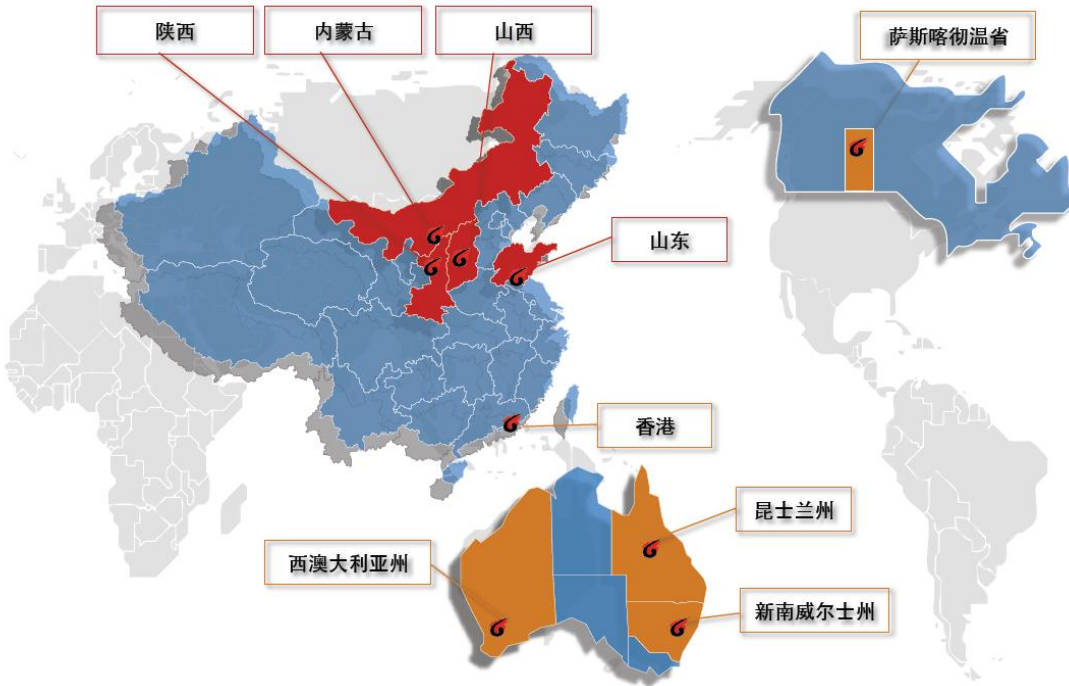 陕西
内蒙古
山西
萨斯喀彻温省
山东
香港
昆士兰州
西澳大利亚州
新南威尔士州